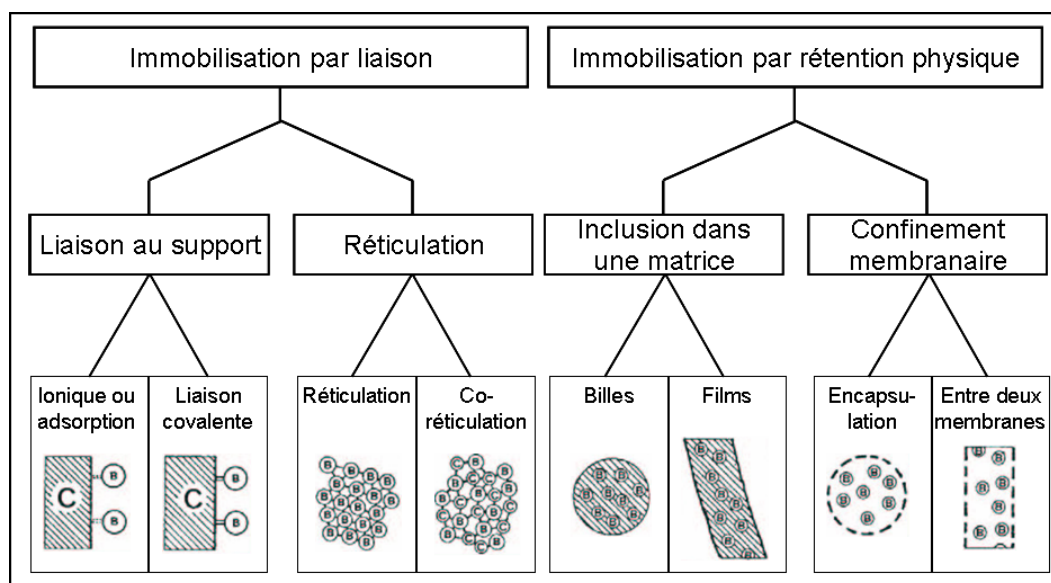 Immobilisation par liaison
Immobilisation par rétention physique
Liaison au support
Réticulation
Inclusion dans
une matrice
Confinement
membranaire
Ionique ou
adsorption
Liaison
covalente
Réticulation
Co-
réticulation
Billes
Films
Encapsu-
lation
Entre deux
membranes
C
B
B
C
B
B